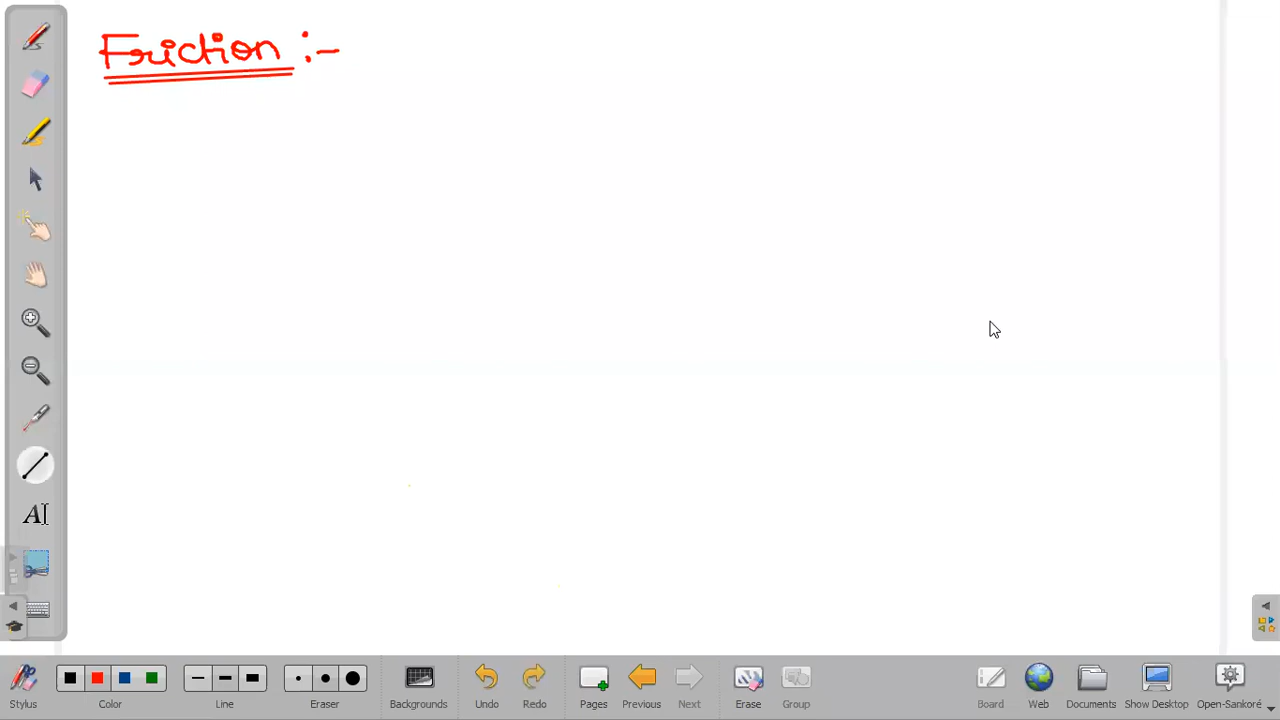 Friction :-
AI
Stylus
Color
Line
Eraser
Backgrounds
Undo
Redo
Pages
Previous
Next
Erase
Group
Board
Web
Documents
Show Desktop
Open-Sankoré